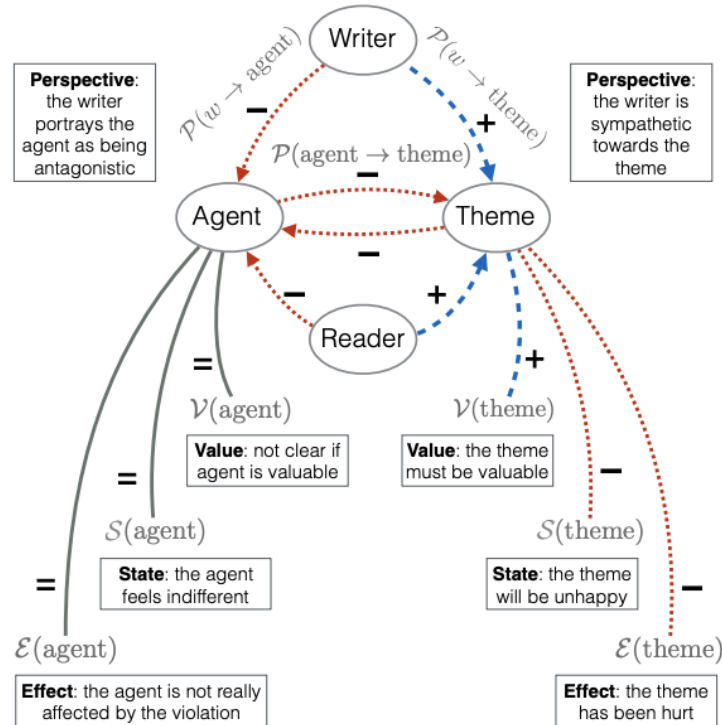 Writer
Perspective:
the writer
portrays the
agent as being
antagonistic
𝒫(w → agent)
−
𝒫(w → theme)
+
Perspective:
the writer is
sympathetic
towards the
theme
𝒫(agent → theme)
−
Agent
Theme
−
−
+
Reader
=
+
𝒱(agent)
𝒱(theme)
Value: not clear if
agent is valuable
Value: the theme
must be valuable
=
−
𝒮(agent)
𝒮(theme)
State: the agent
feels indifferent
State: the theme
will be unhappy
=
−
ℰ(agent)
ℰ(theme)
Effect: the agent is not really
affected by the violation
Effect: the theme
has been hurt